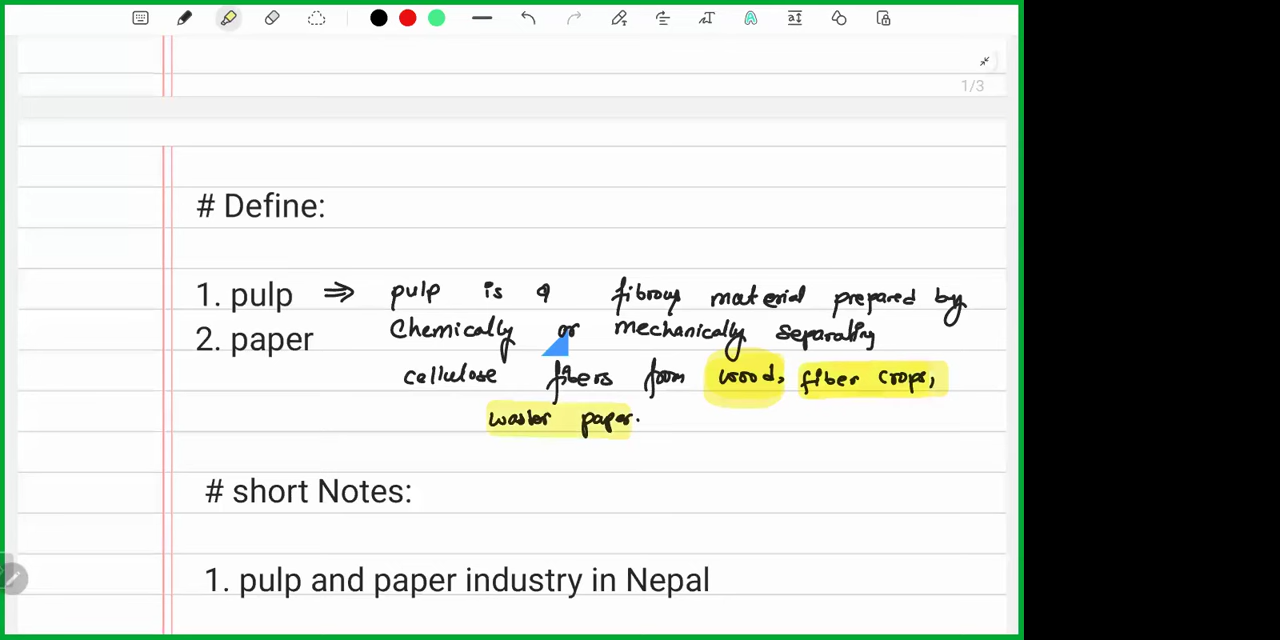 1/3
# Define:
1. pulp ⇒ pulp is a fibrous material prepared by
2. paper chemically or mechanically separating
cellulose fibers from wood, fiber crops,
waste paper.
# short Notes:
1. pulp and paper industry in Nepal